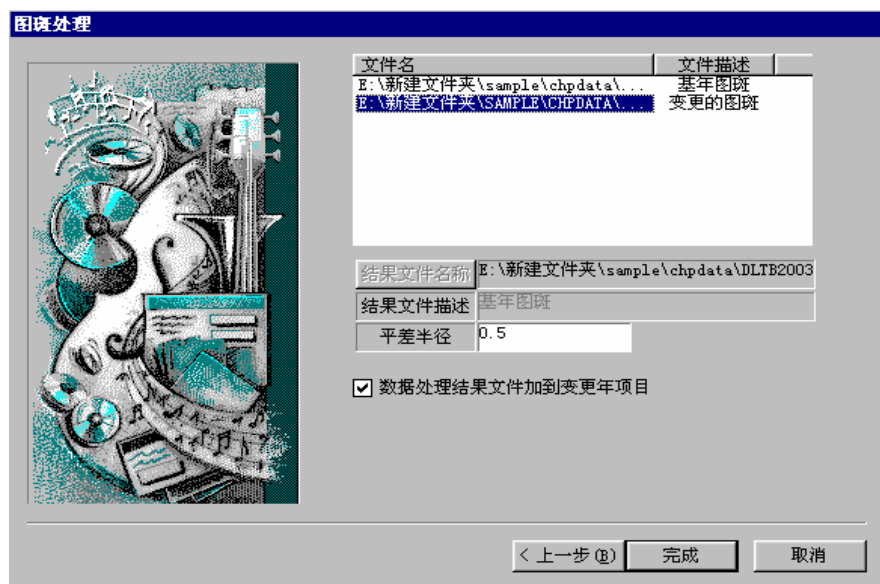 图斑处理
文件名 文件描述
E:\新建文件夹\sample\chpdata\... 基年图斑
E:\新建文件夹\SAMPLE\CHPDATA\... 变更的图斑
结果文件名称 E:\新建文件夹\sample\chpdata\DLTB2003
结果文件描述 基年图斑
平差半径 0.5
数据处理结果文件加到变更年项目
< 上一步(B) 完成 取消